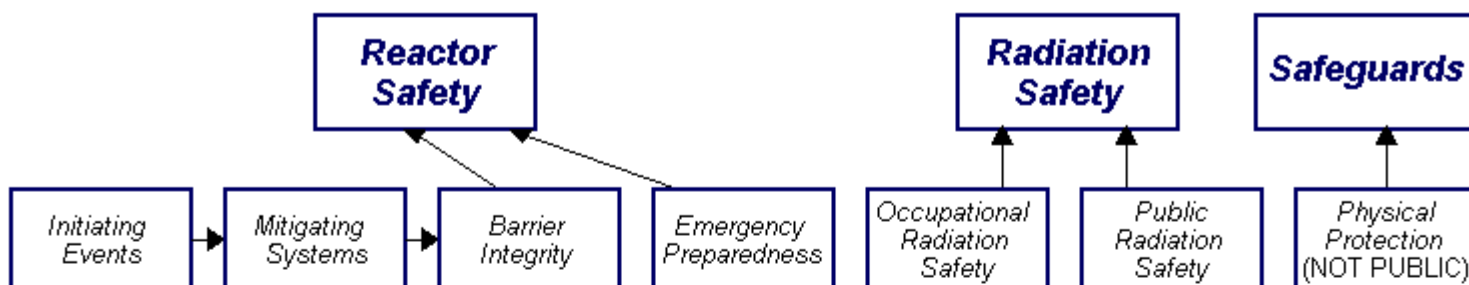 Reactor
Safety
Radiation
Safety
Safeguards
Initiating
Events
Mitigating
Systems
Barrier
Integrity
Emergency
Preparedness
Occupational
Radiation
Safety
Public
Radiation
Safety
Physical
Protection
(NOT PUBLIC)